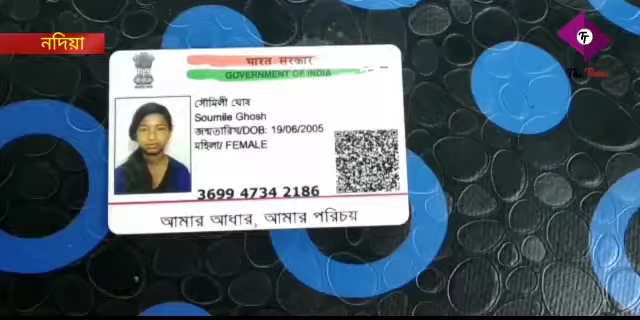 নদিয়া
ভারত সরকার
GOVERNMENT OF INDIA
সৌমিলী ঘোষ
Soumile Ghosh
জন্মতারিখ/DOB: 19/06/2005
মহিলা/ FEMALE
3699 4734 2186
আমার আধার, আমার পরিচয়